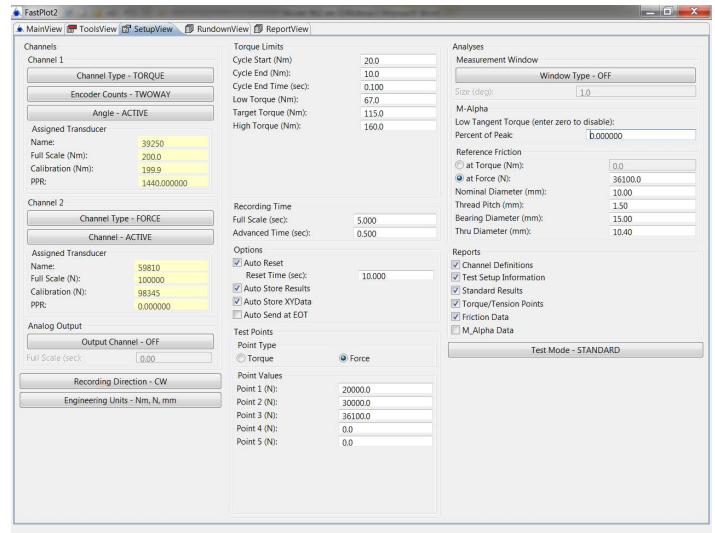 FastPlot2
MainView ToolsView SetupView RundownView ReportView
Channels
Channel 1
Channel Type - TORQUE
Encoder Counts - TWOWAY
Angle - ACTIVE
Assigned Transducer
Name: 39250
Full Scale (Nm): 200.0
Calibration (Nm): 199.9
PPR: 1440.000000
Channel 2
Channel Type - FORCE
Channel - ACTIVE
Assigned Transducer
Name: 59810
Full Scale (N): 100000
Calibration (N): 98345
PPR: 0.000000
Analog Output
Output Channel - OFF
Full Scale (sec): 0.00
Recording Direction - CW
Engineering Units - Nm, N, mm
Torque Limits
Cycle Start (Nm) 20.0
Cycle End (Nm): 10.0
Cycle End Time (sec): 0.100
Low Torque (Nm): 67.0
Target Torque (Nm): 115.0
High Torque (Nm): 160.0
Recording Time
Full Scale (sec): 5.000
Advanced Time (sec): 0.500
Options
Auto Reset
Reset Time (sec): 10.000
Auto Store Results
Auto Store XYData
Auto Send at EOT
Test Points
Point Type
Torque Force
Point Values
Point 1 (N): 20000.0
Point 2 (N): 30000.0
Point 3 (N): 36100.0
Point 4 (N): 0.0
Point 5 (N): 0.0
Analyses
Measurement Window
Window Type - OFF
Size (deg): 1.0
M-Alpha
Low Tangent Torque (enter zero to disable):
Percent of Peak: 0.000000
Reference Friction
at Torque (Nm): 0.0
at Force (N): 36100.0
Nominal Diameter (mm): 10.00
Thread Pitch (mm): 1.50
Bearing Diameter (mm): 15.00
Thru Diameter (mm): 10.40
Reports
Channel Definitions
Test Setup Information
Standard Results
Torque/Tension Points
Friction Data
M_Alpha Data
Test Mode - STANDARD